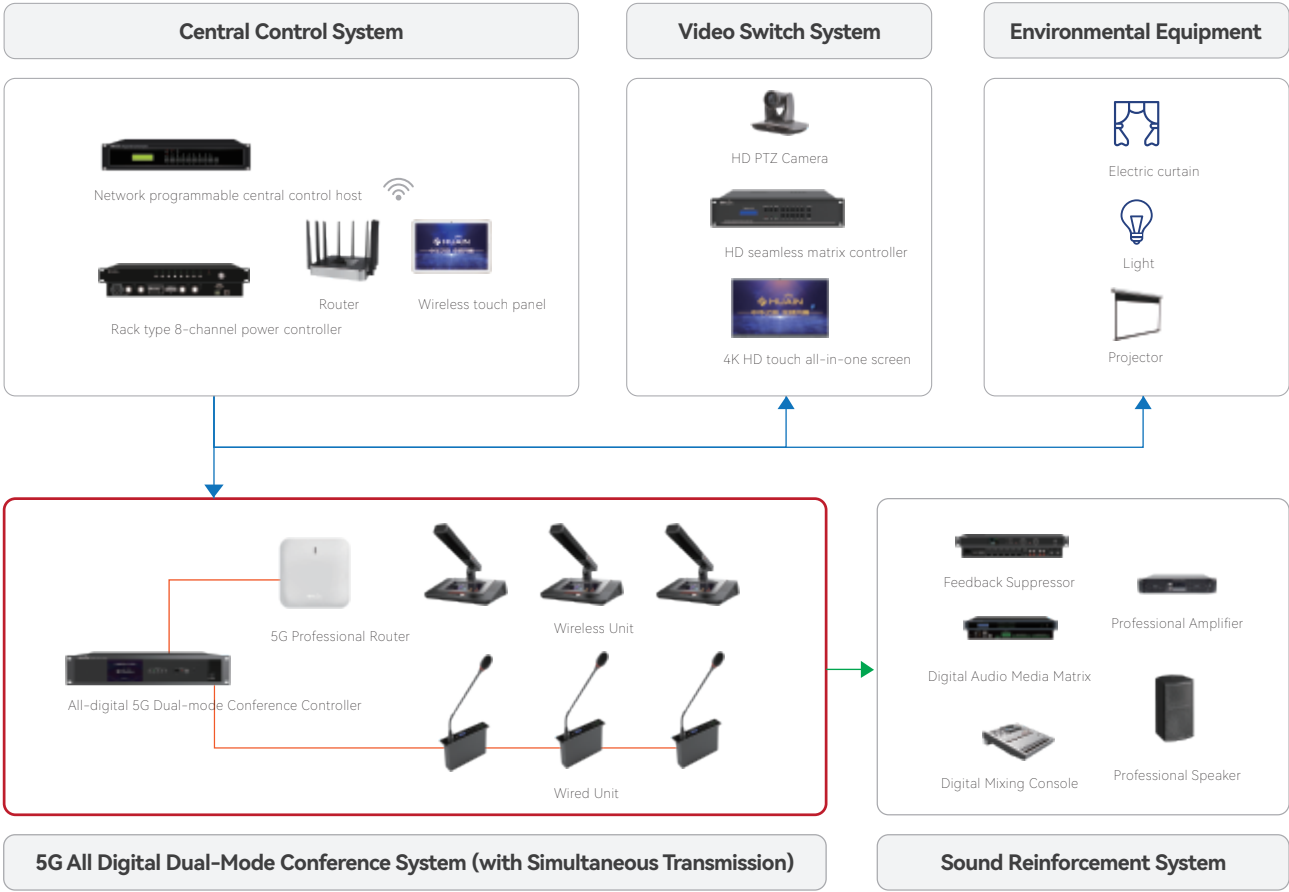 Central Control System
Video Switch System
Environmental Equipment
Network programmable central control host
Router
Wireless touch panel
Rack type 8-channel power controller
HUAIN
HD PTZ Camera
HD seamless matrix controller
HUAIN
4K HD touch all-in-one screen
Electric curtain
Light
Projector
5G Professional Router
Wireless Unit
All-digital 5G Dual-mode Conference Controller
Wired Unit
Feedback Suppressor
Professional Amplifier
Digital Audio Media Matrix
Digital Mixing Console
Professional Speaker
5G All Digital Dual-Mode Conference System (with Simultaneous Transmission)
Sound Reinforcement System